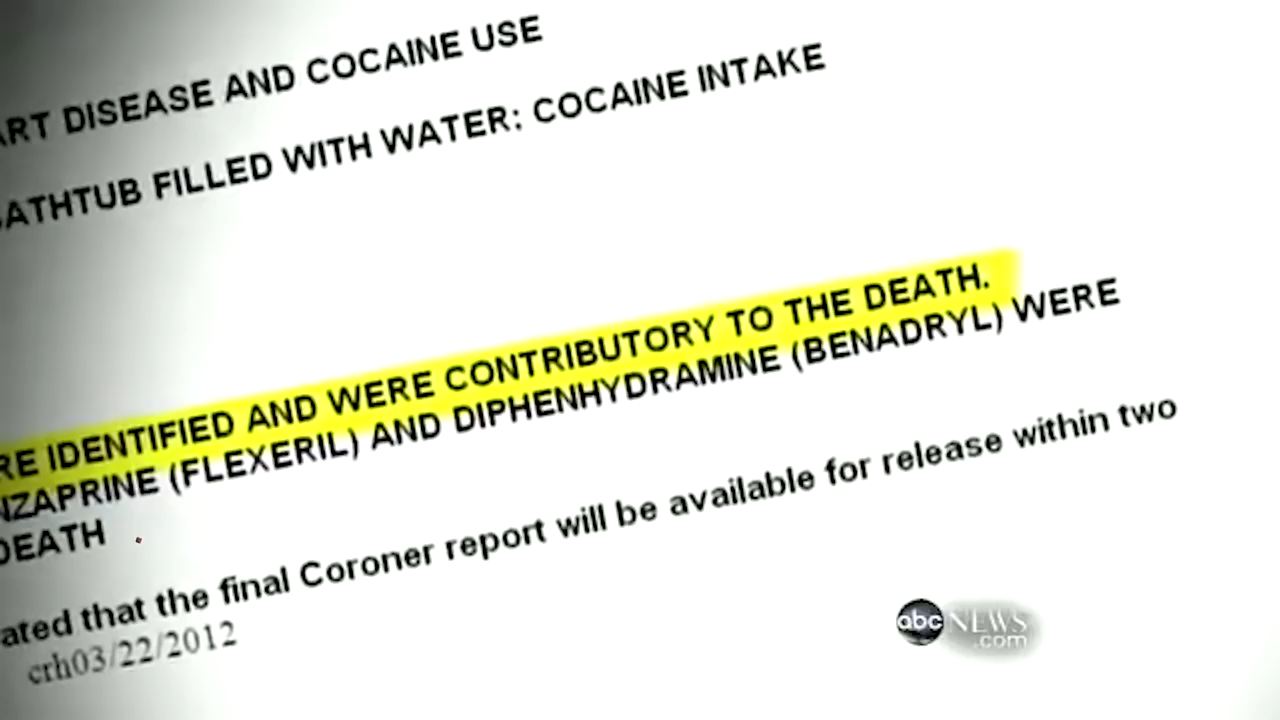 ART DISEASE AND COCAINE USE
BATHTUB FILLED WITH WATER: COCAINE INTAKE
RE IDENTIFIED AND WERE CONTRIBUTORY TO THE DEATH.
NZAPRINE (FLEXERIL) AND DIPHENHYDRAMINE (BENADRYL) WERE
DEATH
ated that the final Coroner report will be available for release within two
crh03/22/2012
abc NEWS
.com